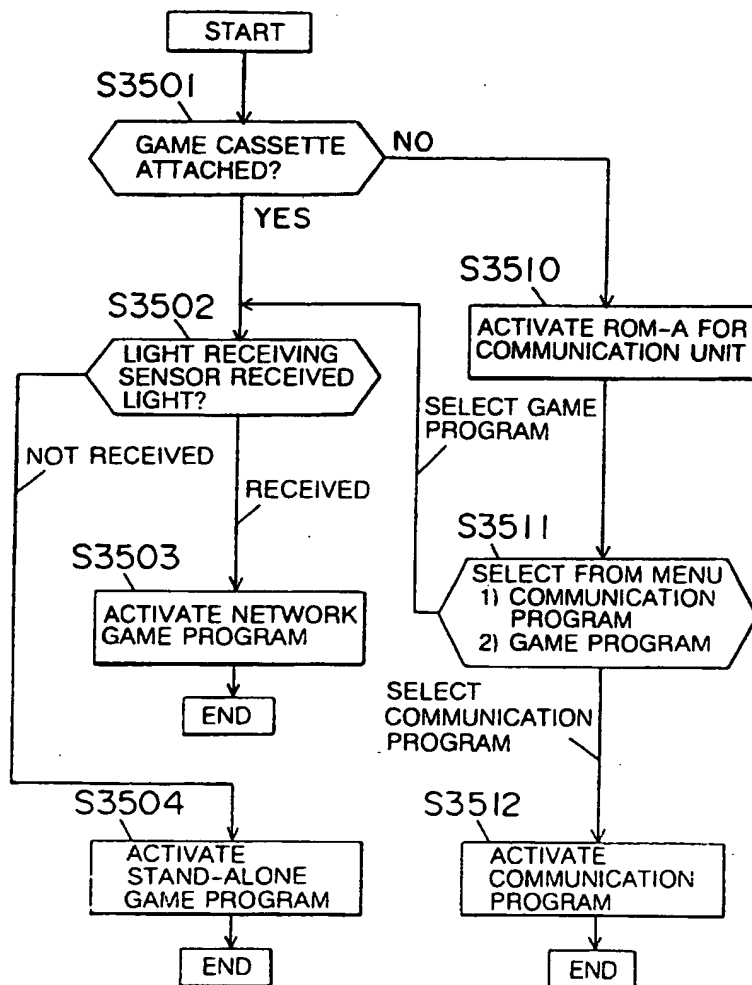 START
S3501
GAME CASSETTE
ATTACHED?
NO
YES
S3510
ACTIVATE ROM-A FOR
COMMUNICATION UNIT
S3502
LIGHT RECEIVING
SENSOR RECEIVED
LIGHT?
SELECT GAME
PROGRAM
NOT RECEIVED
RECEIVED
S3511
SELECT FROM MENU
1) COMMUNICATION
PROGRAM
2) GAME PROGRAM
S3503
ACTIVATE NETWORK
GAME PROGRAM
END
SELECT
COMMUNICATION
PROGRAM
S3504
ACTIVATE
STAND-ALONE
GAME PROGRAM
END
S3512
ACTIVATE
COMMUNICATION
PROGRAM
END